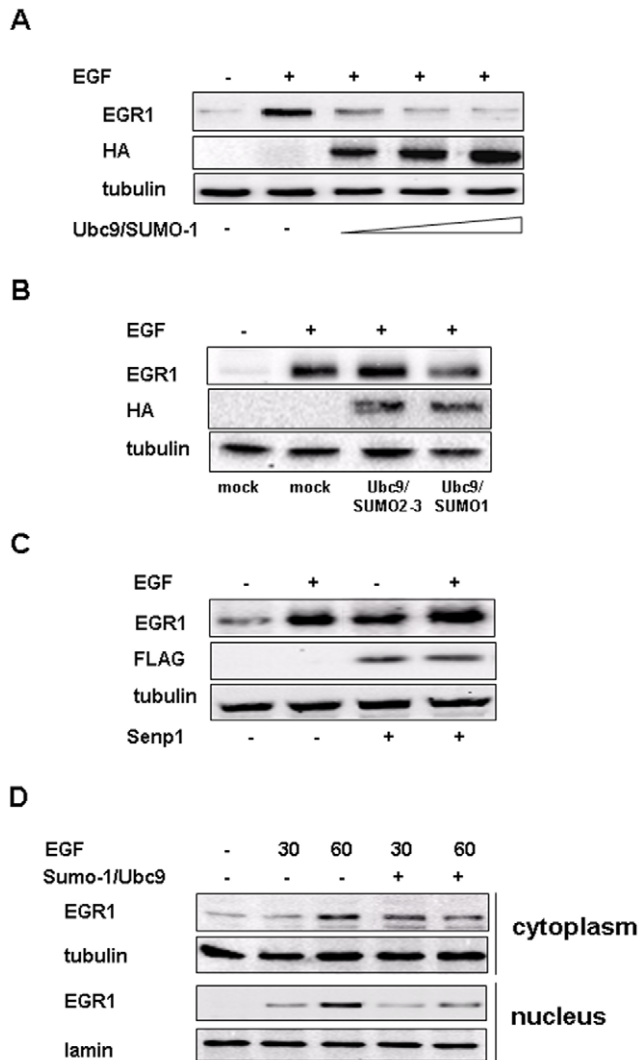 A
EGF - + + + +
EGR1
HA
tubulin
Ubc9/SUMO-1 - -
B
EGF - + + +
EGR1
HA
tubulin
mock mock Ubc9/ Ubc9/
SUMO2-3 SUMO1
C
EGF - + - +
EGR1
FLAG
tubulin
Senp1 - - + +
D
EGF - 30 60 30 60
Sumo-1/Ubc9 - - - + +
EGR1
cytoplasm
tubulin
EGR1
nucleus
lamin